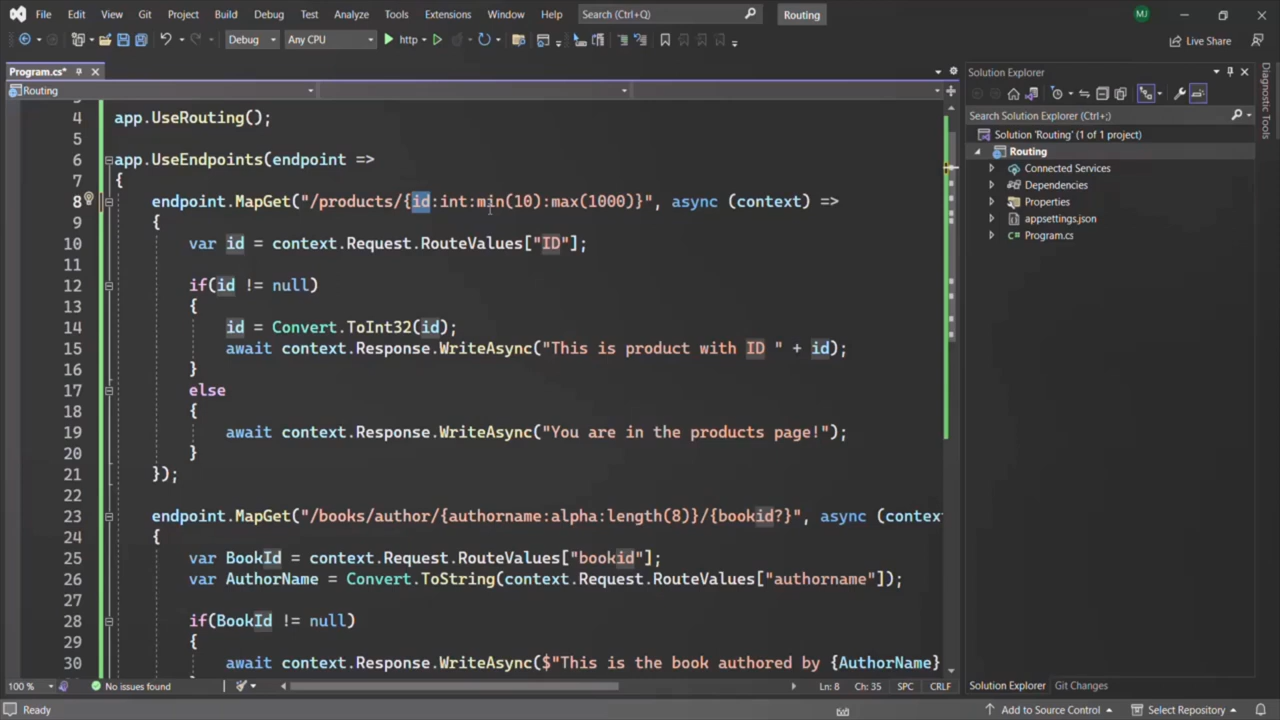 File Edit View Git Project Build Debug Test Analyze Tools Extensions Window Help Search (Ctrl+Q) Routing MJ
Debug Any CPU http Live Share
Program.cs* Solution Explorer
Routing
Search Solution Explorer (Ctrl+;)
Solution 'Routing' (1 of 1 project)
Routing
Connected Services
Dependencies
Properties
appsettings.json
Program.cs
Diagnostic Tools
4 app.UseRouting();
5
6 app.UseEndpoints(endpoint =>
7 {
8 endpoint.MapGet("/products/{id:int:min(10):max(1000)}", async (context) =>
9 {
10 var id = context.Request.RouteValues["ID"];
11
12 if(id != null)
13 {
14 id = Convert.ToInt32(id);
15 await context.Response.WriteAsync("This is product with ID " + id);
16 }
17 else
18 {
19 await context.Response.WriteAsync("You are in the products page!");
20 }
21 });
22
23 endpoint.MapGet("/books/author/{authorname:alpha:length(8)}/{bookid?}", async (contex
24 {
25 var BookId = context.Request.RouteValues["bookid"];
26 var AuthorName = Convert.ToString(context.Request.RouteValues["authorname"]);
27
28 if(BookId != null)
29 {
30 await context.Response.WriteAsync($"This is the book authored by {AuthorName}
100 % No issues found Ln: 8 Ch: 35 SPC CRLF
Solution Explorer Git Changes
Ready Add to Source Control Select Repository